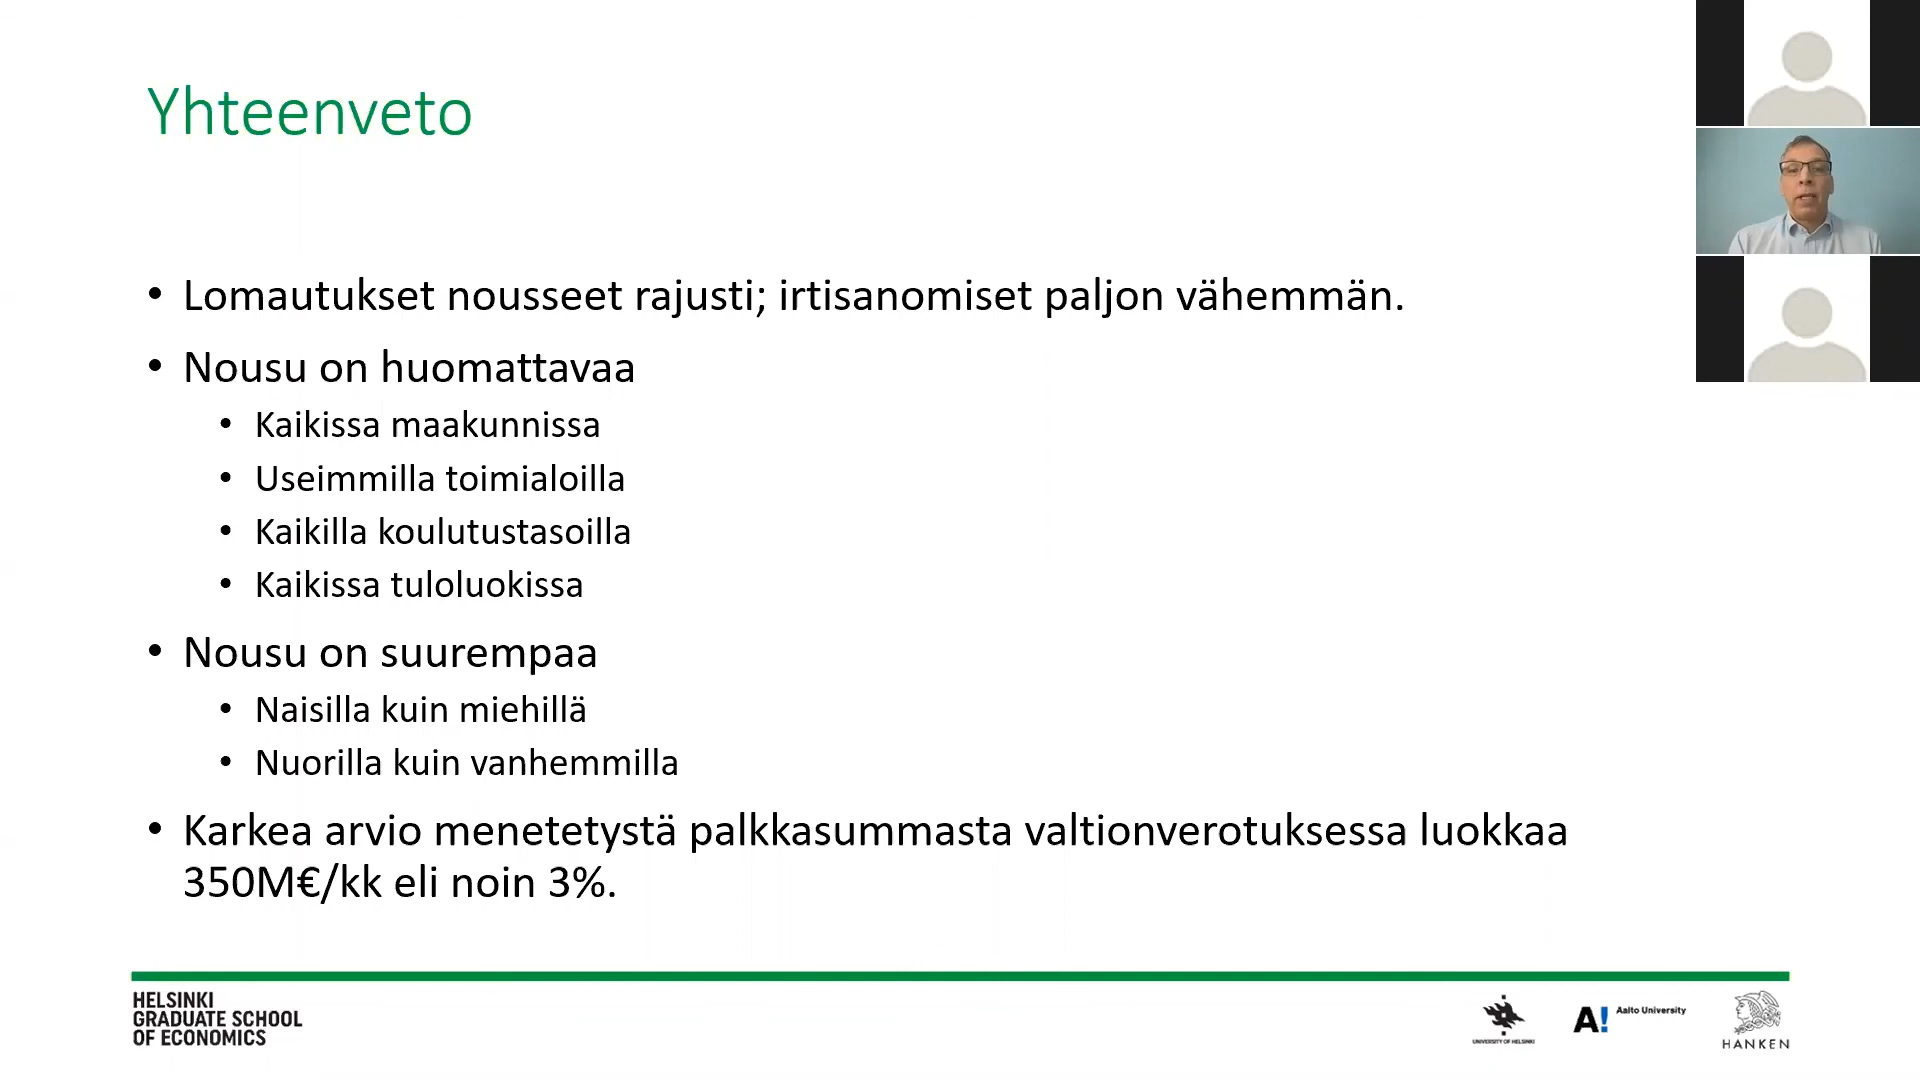 Yhteenveto
• Lomautukset nousseet rajusti; irtisanomiset paljon vähemmän.
• Nousu on huomattavaa
• Kaikissa maakunnissa
• Useimmilla toimialoilla
• Kaikilla koulutustasoilla
• Kaikissa tuloluokissa
• Nousu on suurempaa
• Naisilla kuin miehillä
• Nuorilla kuin vanhemmilla
• Karkea arvio menetetystä palkkasummasta valtionverotuksessa luokkaa
350M€/kk eli noin 3%.
HELSINKI
GRADUATE SCHOOL
OF ECONOMICS
UNIVERSITY OF HELSINKI
A! Aalto University
HANKEN